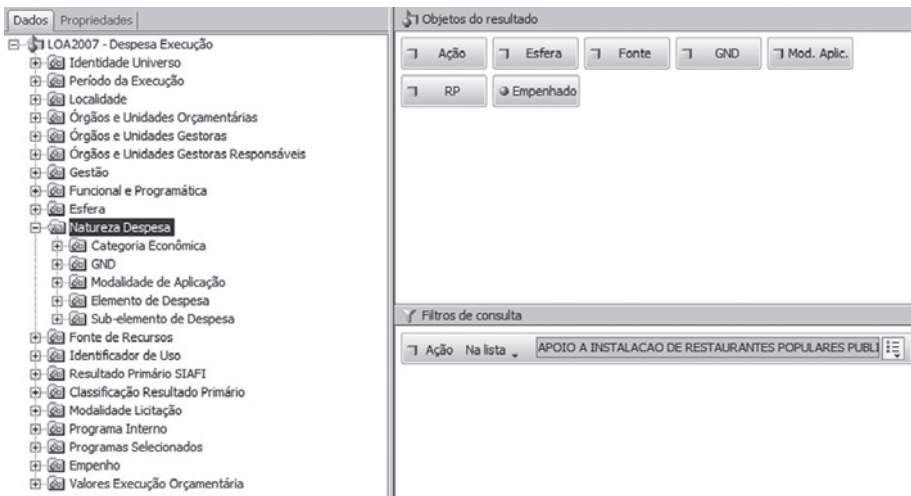 Dados Propriedades
LOA2007 - Despesa Execução
Identidade Universo
Período da Execução
Localidade
Órgãos e Unidades Orçamentárias
Órgãos e Unidades Gestoras
Órgãos e Unidades Gestoras Responsáveis
Gestão
Funcional e Programática
Esfera
Natureza Despesa
Categoria Econômica
GND
Modalidade de Aplicação
Elemento de Despesa
Sub-elemento de Despesa
Fonte de Recursos
Identificador de Uso
Resultado Primário SIAFI
Classificação Resultado Primário
Modalidade Licitação
Programa Interno
Programas Selecionados
Empenho
Valores Execução Orçamentária
Objetos do resultado
Ação Esfera Fonte GND Mod. Aplic.
RP Empenhado
Filtros de consulta
Ação Na lista APOIO A INSTALACAO DE RESTAURANTES POPULARES PUBLI